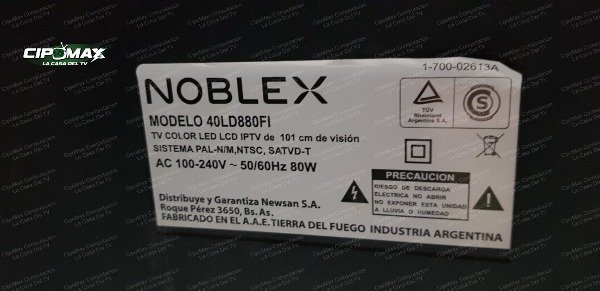 CIPOMAX
LA CASA DEL TV
1-700-02613A
NOBLEX
MODELO 40LD880FI
TV COLOR LED LCD IPTV de 101 cm de visión
SISTEMA PAL-N/M,NTSC, SATVD-T
AC 100-240V ~ 50/60Hz 80W
TÜV
Rheinland
Argentina S.A.
S
PRECAUCION
RIESGO DE DESCARGA
ELECTRICA NO ABRIR
NO EXPONER ESTA UNIDAD
A LLUVIA O HUMEDAD
Distribuye y Garantiza Newsan S.A.
Roque Pérez 3650, Bs.As.
FABRICADO EN EL A.A.E. TIERRA DEL FUEGO INDUSTRIA ARGENTINA